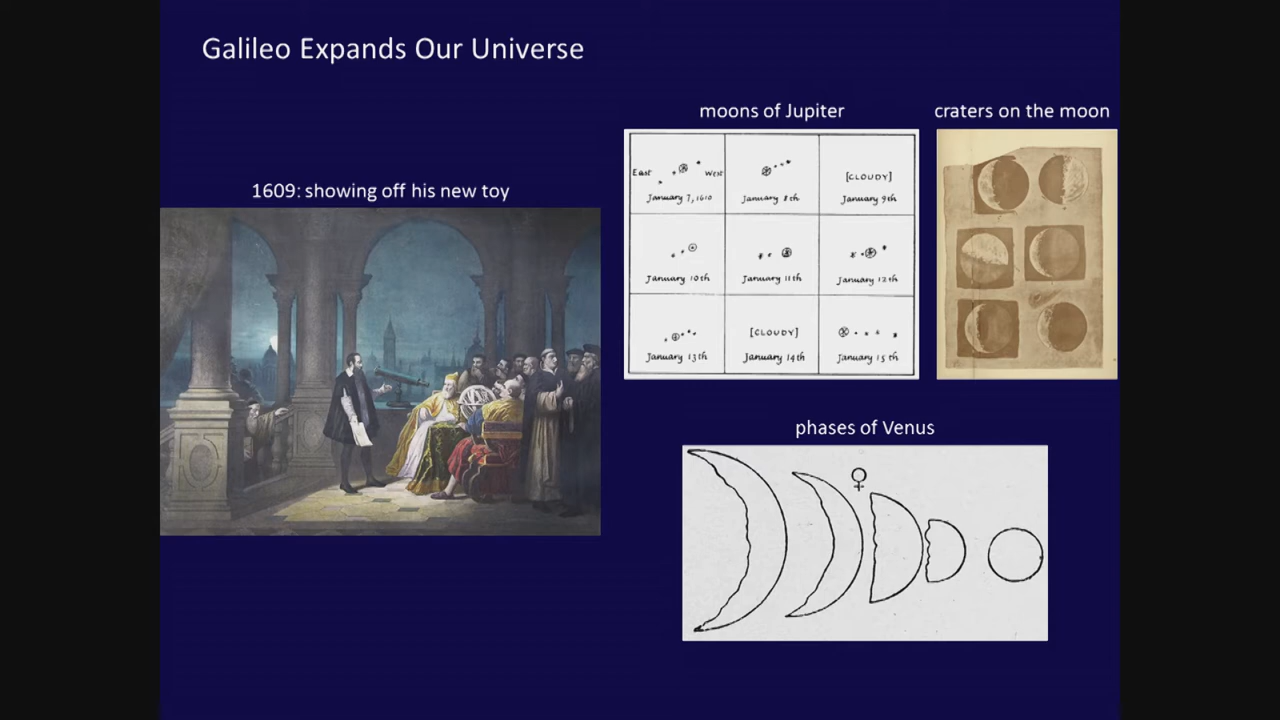 Galileo Expands Our Universe
1609: showing off his new toy
moons of Jupiter
East
West
January 7, 1610
January 8th
[CLOUDY]
January 9th
January 10th
January 11th
January 12th
January 13th
[CLOUDY]
January 14th
January 15th
craters on the moon
phases of Venus
♀